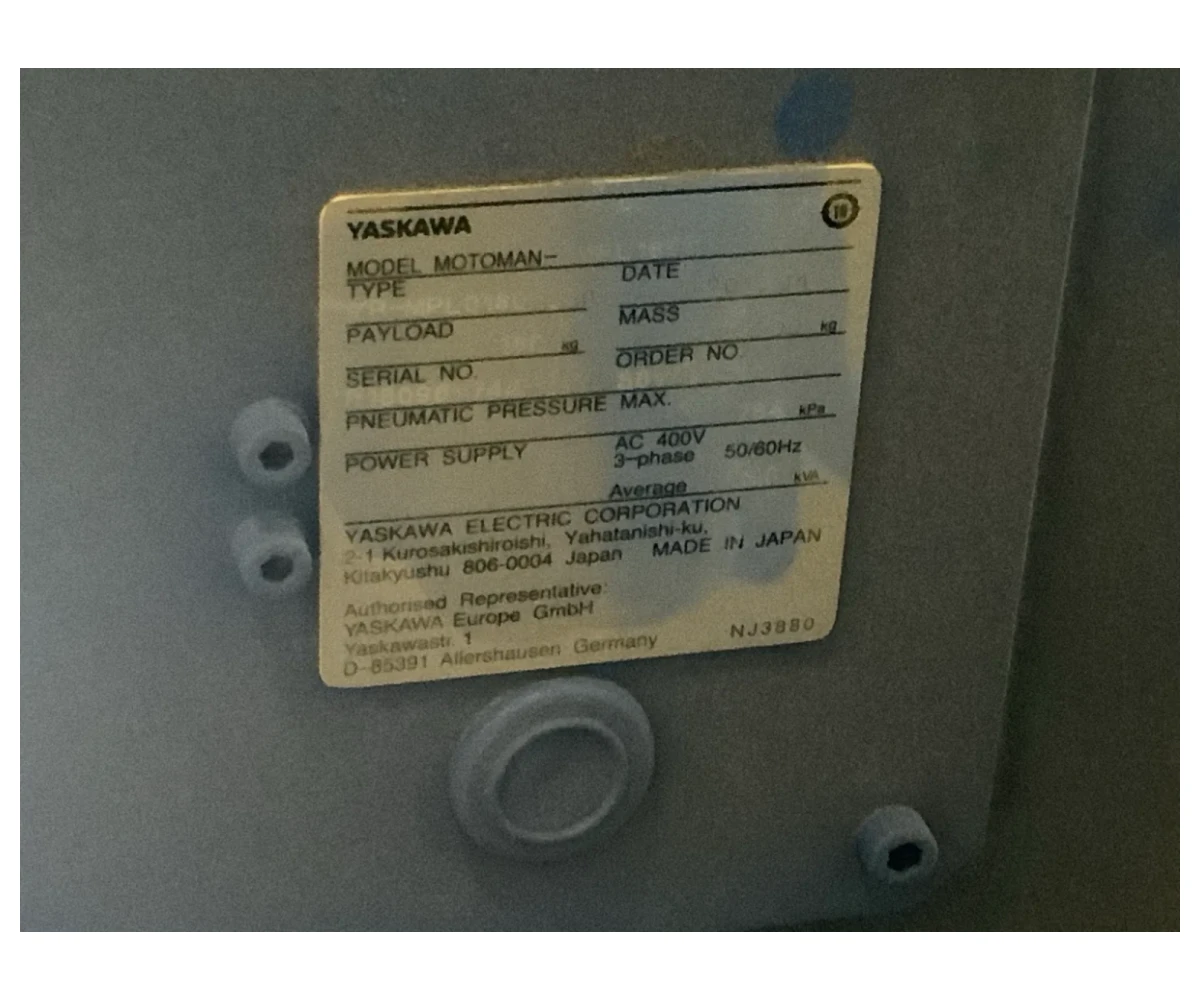 YASKAWA
MODEL MOTOMAN-
TYPE
DATE
PAYLOAD kg
MASS kg
SERIAL NO.
ORDER NO.
PNEUMATIC PRESSURE MAX. kPa
POWER SUPPLY
AC 400V
3-phase 50/60Hz
Average kVA
YASKAWA ELECTRIC CORPORATION
2-1 Kurosakishiroishi, Yahatanishi-ku,
Kitakyushu 806-0004 Japan MADE IN JAPAN
Authorised Representative:
YASKAWA Europe GmbH
Yaskawastr. 1
D-85391 Allershausen Germany
NJ3880